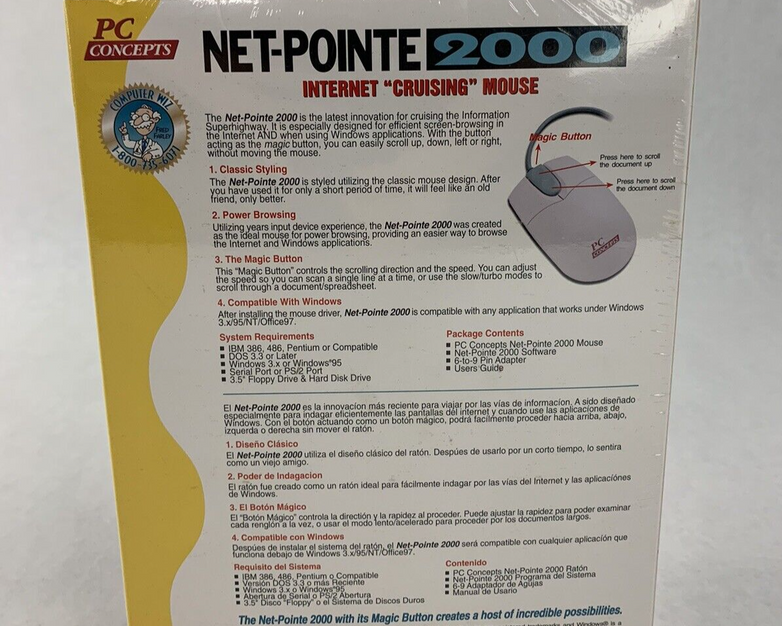 PC
CONCEPTS
NET-POINTE 2000
INTERNET "CRUISING" MOUSE
COMPUTER WIZ
The Net-Pointe 2000 is the latest innovation for cruising the Information
Superhighway. It is especially designed for efficient screen-browsing in
the Internet AND when using Windows applications. With the button
acting as the magic button, you can easily scroll up, down, left or right,
without moving the mouse.
Magic Button
Press here to scroll
the document up
Press here to scroll
the document down
PC
CONCEPTS
1. Classic Styling
The Net-Pointe 2000 is styled utilizing the classic mouse design. After
you have used it for only a short period of time, it will feel like an old
friend, only better.
2. Power Browsing
Utilizing years input device experience, the Net-Pointe 2000 was created
as the ideal mouse for power browsing, providing an easier way to browse
the Internet and Windows applications.
3. The Magic Button
This "Magic Button" controls the scrolling direction and the speed. You can adjust
the speed so you can scan a single line at a time, or use the slow/turbo modes to
scroll through a document/spreadsheet.
4. Compatible With Windows
After installing the mouse driver, Net-Pointe 2000 is compatible with any application that works under Windows
3.x/95/NT/Office97.
System Requirements
■ IBM 386, 486, Pentium or Compatible
■ DOS 3.3 or Later
■ Windows 3.x or Windows*95
■ Serial Port or PS/2 Port
■ 3.5" Floppy Drive & Hard Disk Drive
Package Contents
■ PC Concepts Net-Pointe 2000 Mouse
■ Net-Pointe 2000 Software
■ 6-to-9 Pin Adapter
■ Users Guide
El Net-Pointe 2000 es la innovacíon más reciente para viajar por las vías de informacíon. A sido diseñado
especialmente para indagar eficientemente las pantallas del internet y cuando use las aplicaciones de
Windows. Con el botón actuando como un botón mágico, podrá facilmente proceder hacia arriba, abajo,
izquerda o derecha sin mover el ratón.
1. Diseño Clásico
El Net-Pointe 2000 utiliza el diseño clásico del ratón. Despúes de usarlo por un corto tiempo, lo sentira
como un viejo amigo.
2. Poder de Indagacion
El ratón fue creado como un ratón ideal para fácilmente indagar por las vías del Internet y las aplicacíones
de Windows.
3. El Botón Mágico
El "Botón Mágico" controla la directión y la rapidez al proceder. Puede ajustar la rapidez para poder examinar
cada renglón a la vez, o usar el modo lento/acelerado para proceder por los documentos largos.
4. Compatible con Windows
Despúes de instalar el sistema del ratón, el Net-Pointe 2000 será compatible con cualquier aplicación que
funciona debajo de Windows 3.x/95/NT/Office97.
Requisito del Sistema
■ IBM 386, 486, Pentium o Compatible
■ Versión DOS 3.3 o más Reciente
■ Windows 3.x o Windows*95
■ Abertura de Serial o PS/2 Abertura
■ 3.5" Disco "Floppy" o el Sistema de Discos Duros
Contenido
■ PC Concepts Net-Pointe 2000 Ratón
■ Net-Pointe 2000 Programa del Sistema
■ 6-9 Adaptador de Agujas
■ Manual de Usario
The Net-Pointe 2000 with its Magic Button creates a host of incredible possibilities.